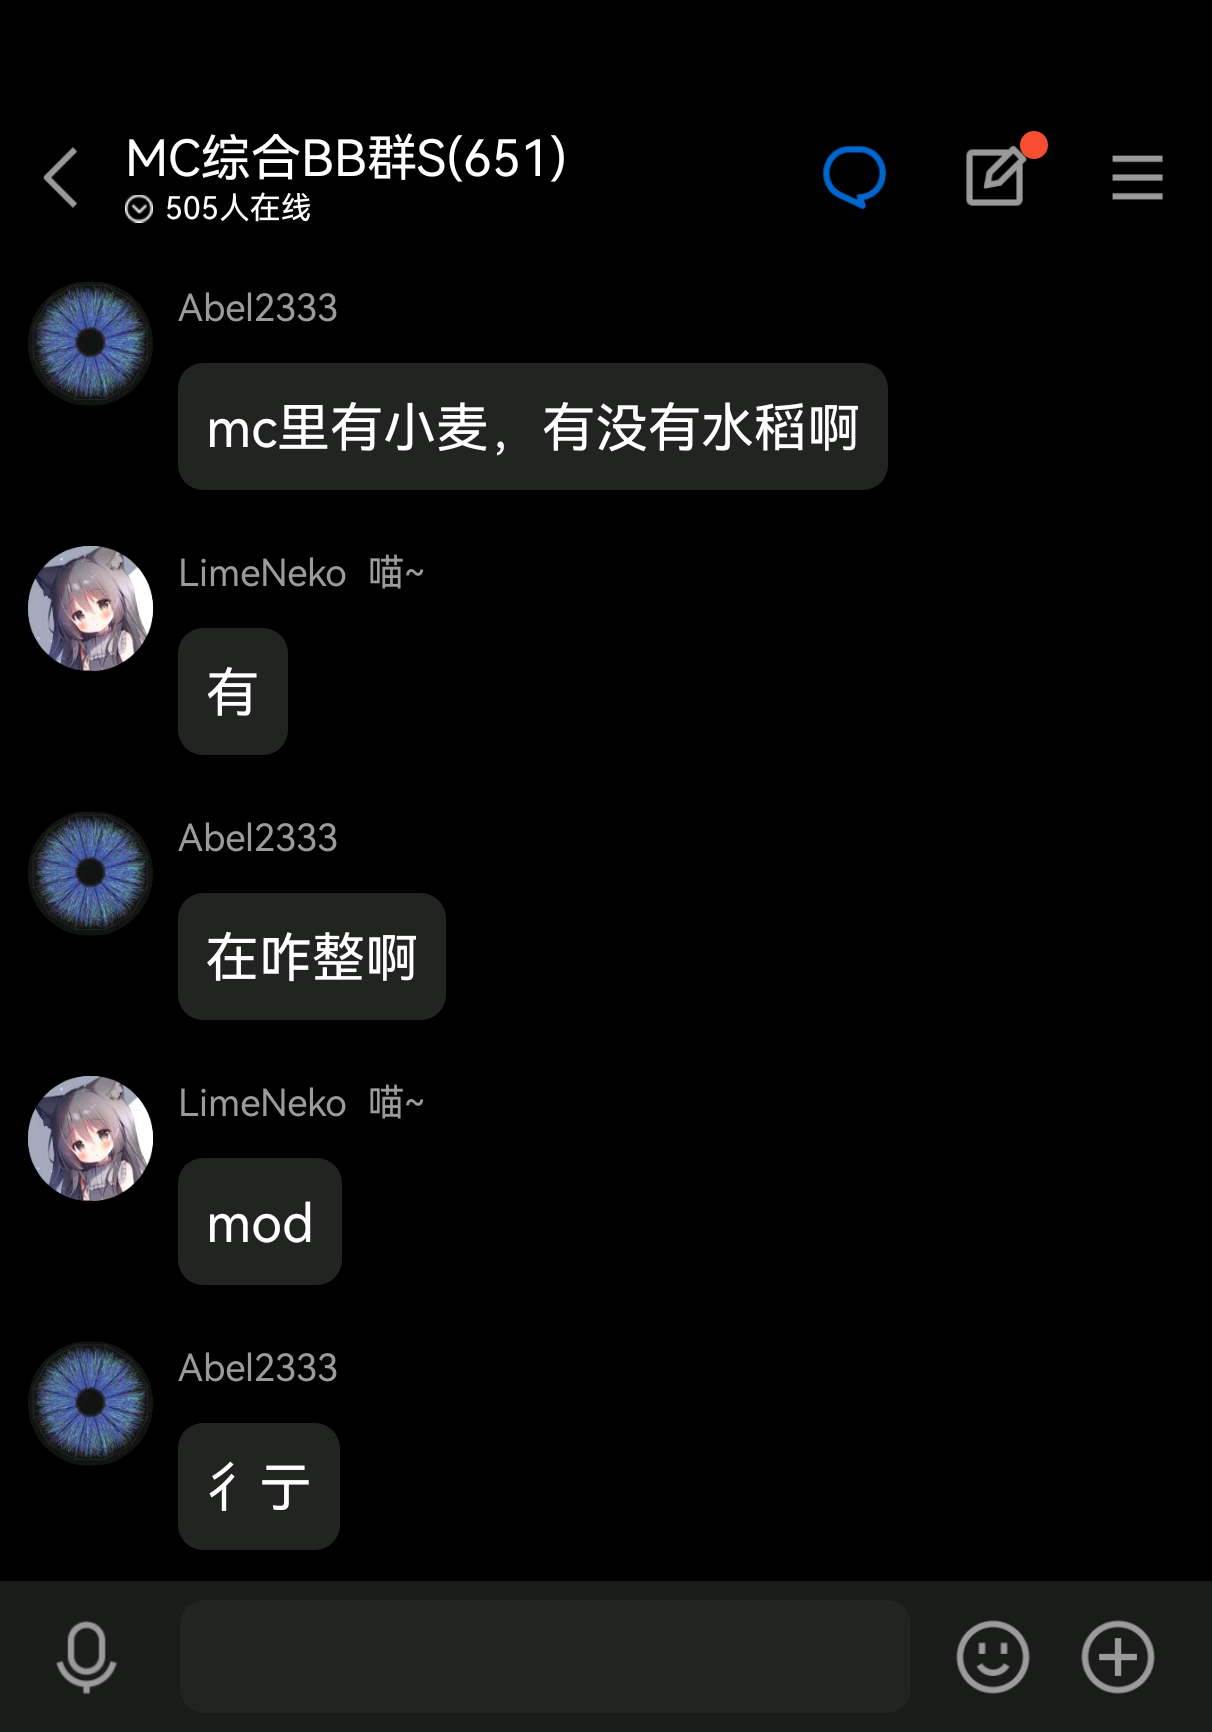 MC综合BB群S(651)
505人在线
Abel2333
mc里有小麦，有没有水稻啊
LimeNeko 喵~
有
Abel2333
在咋整啊
LimeNeko 喵~
mod
Abel2333
彳亍